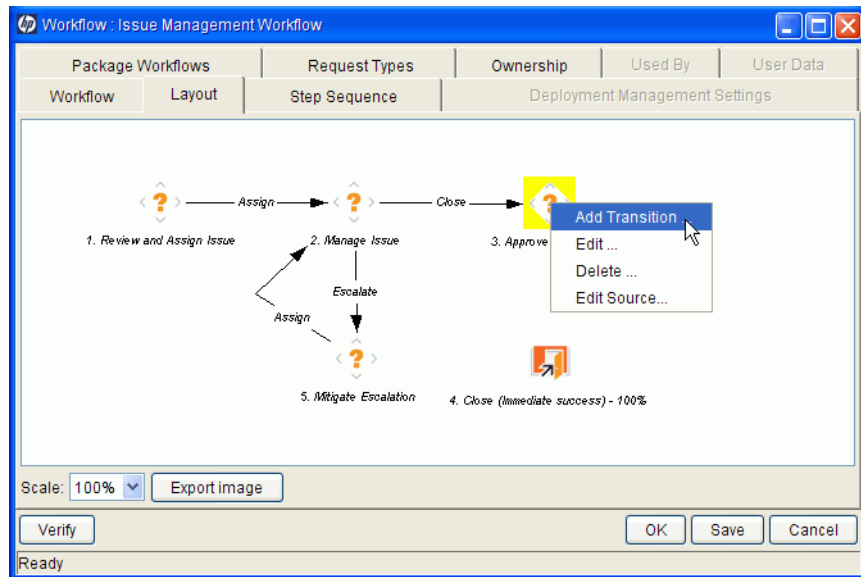 hp Workflow : Issue Management Workflow
Package Workflows Request Types Ownership Used By User Data
Workflow Layout Step Sequence Deployment Management Settings
Assign Close
1. Review and Assign Issue 2. Manage Issue 3. Approve
Add Transition
Edit ...
Delete ...
Edit Source...
Escalate
Assign
5. Mitigate Escalation 4. Close (Immediate success) - 100%
Scale: 100% Export image
Verify OK Save Cancel
Ready